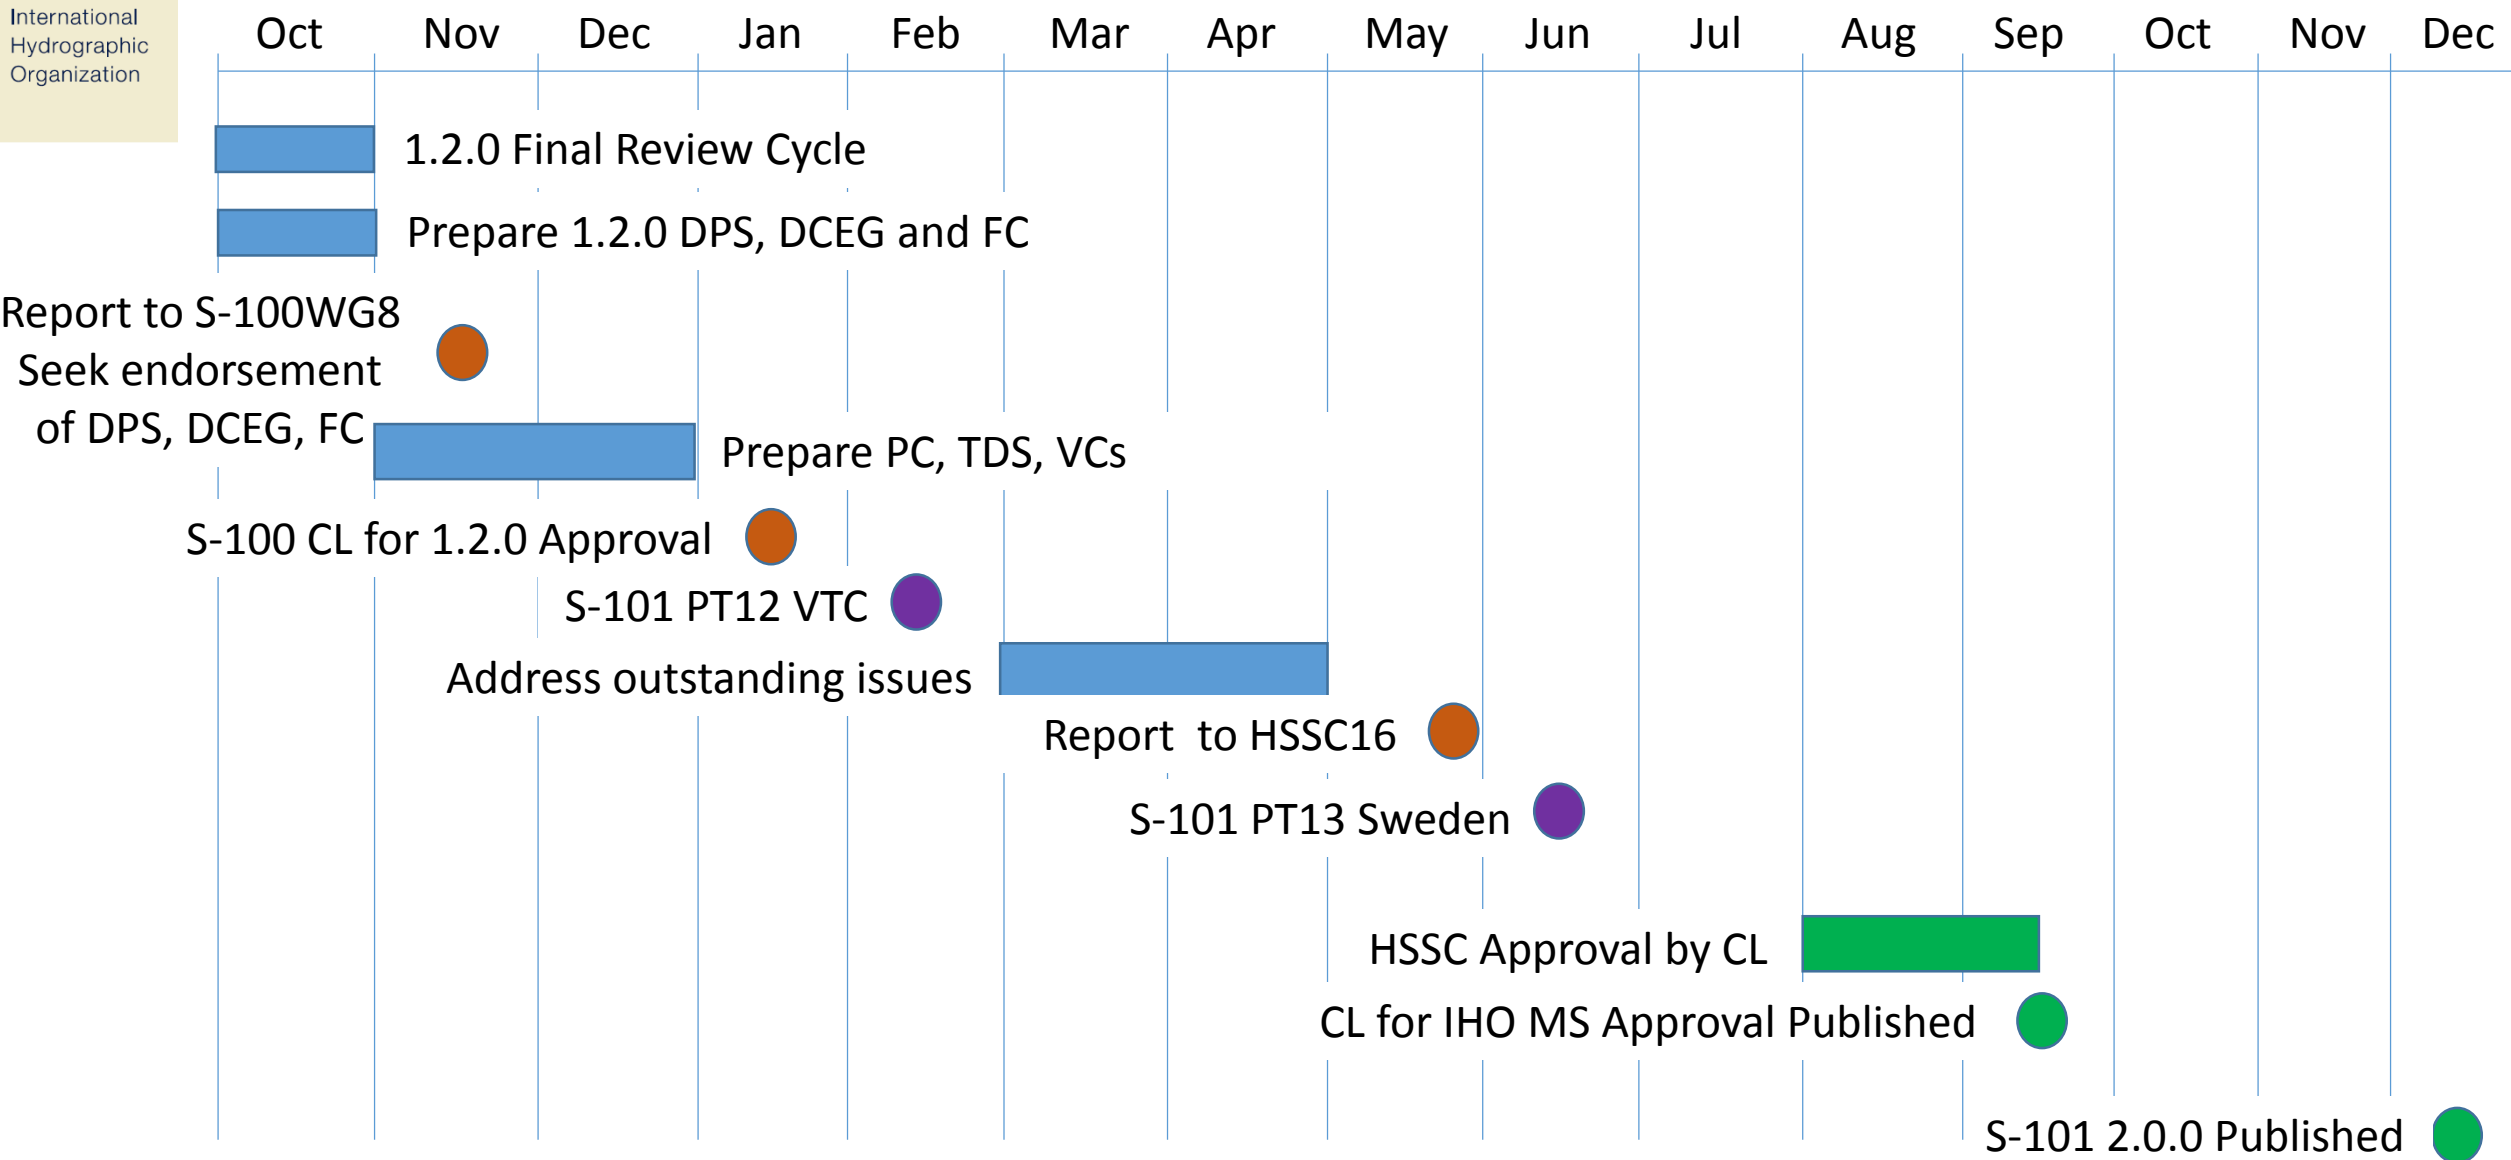 International
Hydrographic
Organization
Oct Nov Dec Jan Feb Mar Apr May Jun Jul Aug Sep Oct Nov Dec
1.2.0 Final Review Cycle
Prepare 1.2.0 DPS, DCEG and FC
Report to S-100WG8
Seek endorsement
of DPS, DCEG, FC
Prepare PC, TDS, VCs
S-100 CL for 1.2.0 Approval
S-101 PT12 VTC
Address outstanding issues
Report to HSSC16
S-101 PT13 Sweden
HSSC Approval by CL
CL for IHO MS Approval Published
S-101 2.0.0 Published